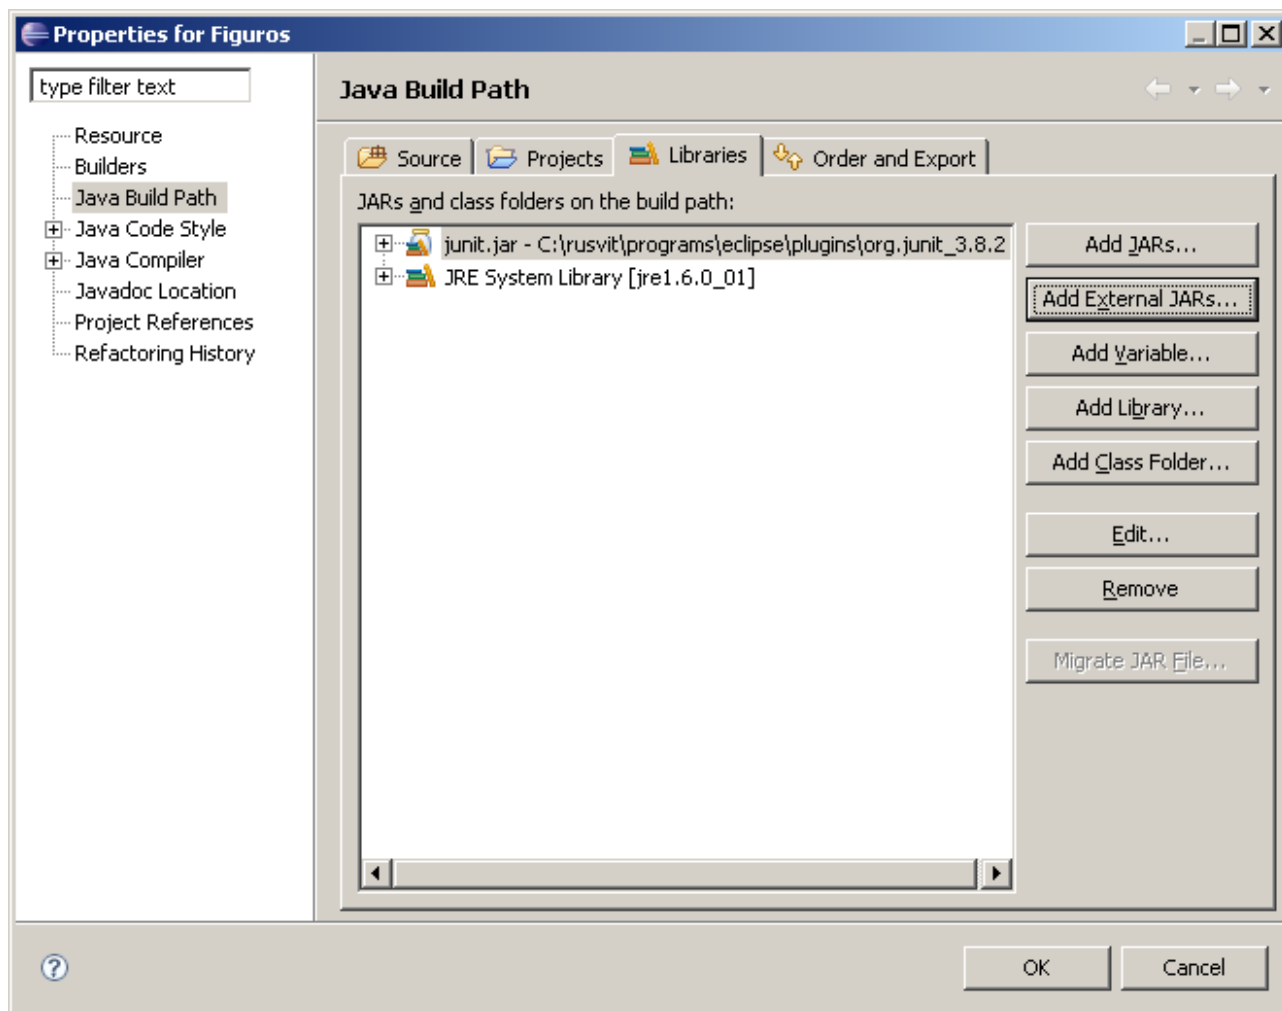 Properties for Figuros
type filter text
Resource
Builders
Java Build Path
Java Code Style
Java Compiler
Javadoc Location
Project References
Refactoring History
Java Build Path
Source
Projects
Libraries
Order and Export
JARs and class folders on the build path:
junit.jar - C:\rusvit\programs\eclipse\plugins\org.junit_3.8.2
JRE System Library [jre1.6.0_01]
Add JARs...
Add External JARs...
Add Variable...
Add Library...
Add Class Folder...
Edit...
Remove
Migrate JAR File...
?
OK
Cancel